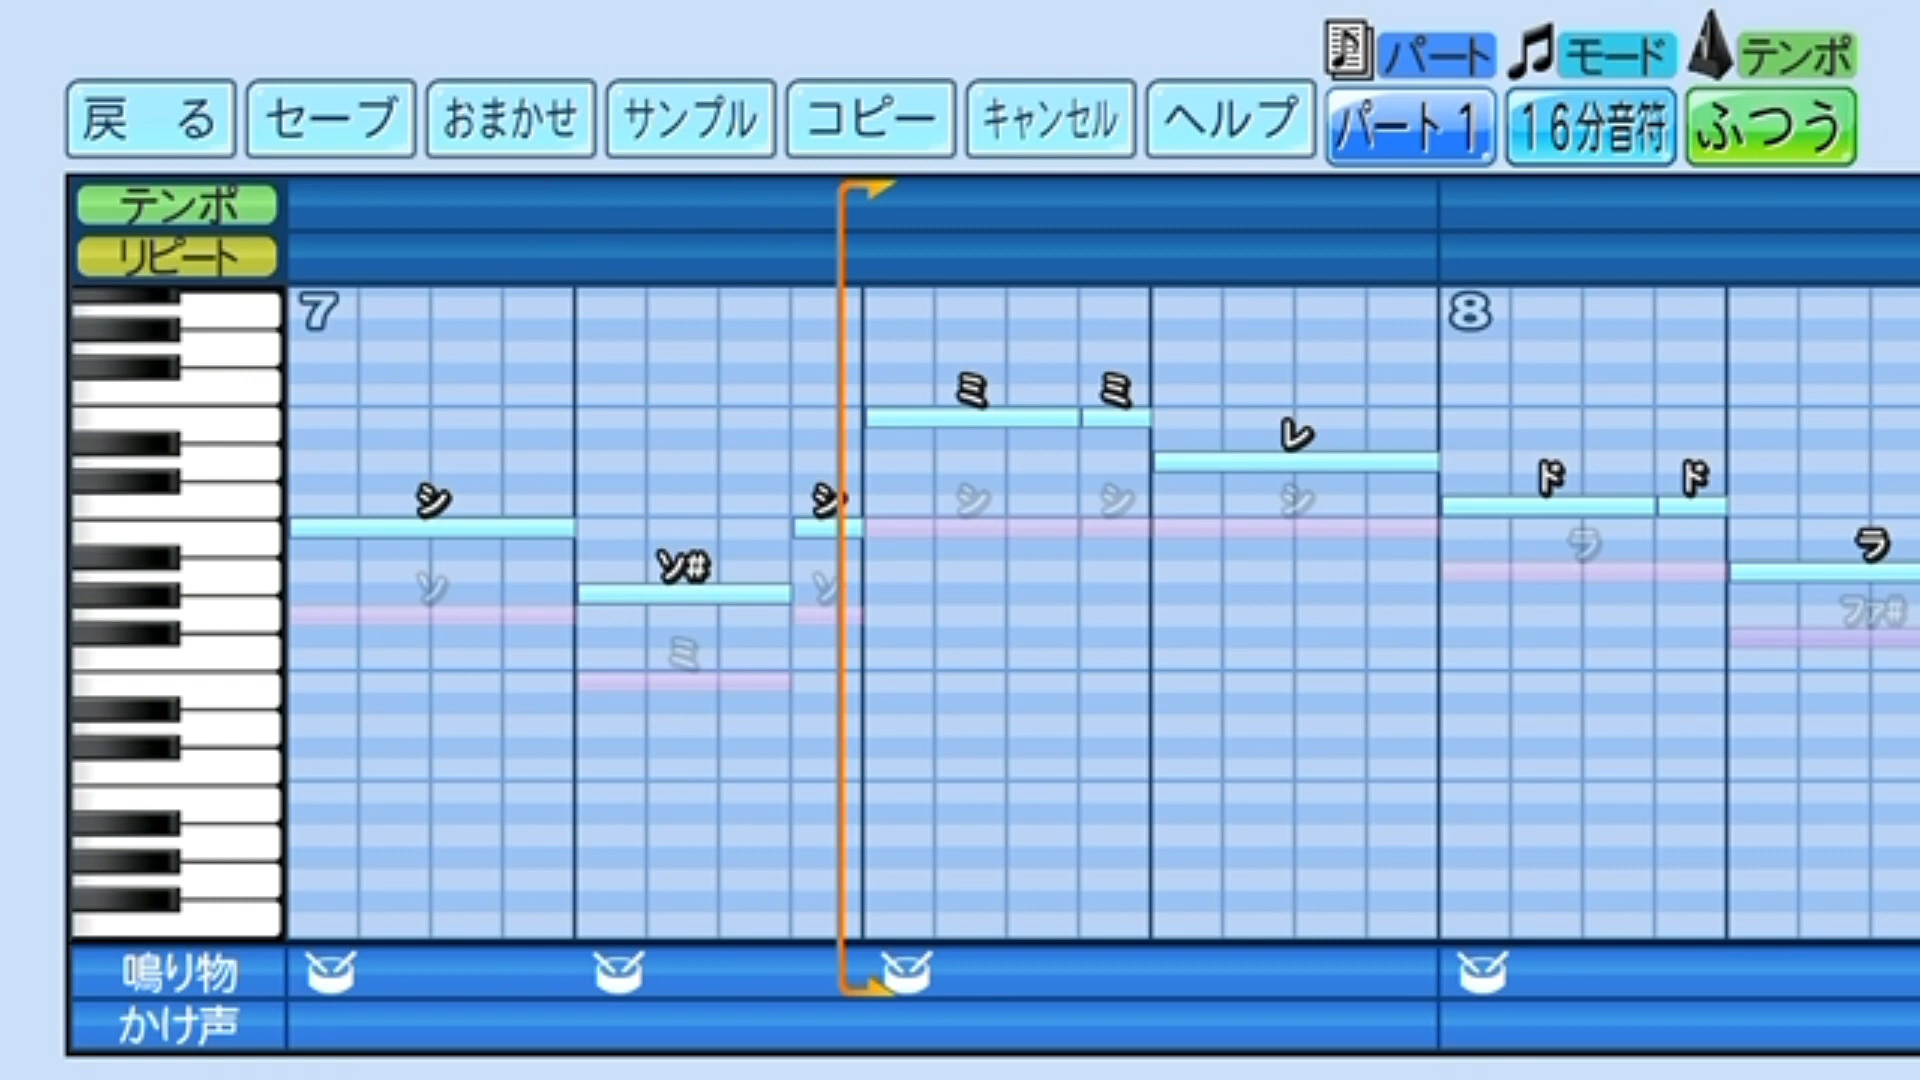 パート モード テンポ
戻る セーブ おまかせ サンプル コピー キャンセル ヘルプ パート1 16分音符 ふつう
テンポ
リピート
7 8
ミ ミ
レ
ド ド
シ シ シ シ シ
ラ ラ
ソ# ソ ソ
ファ#
ミ
鳴り物
かけ声